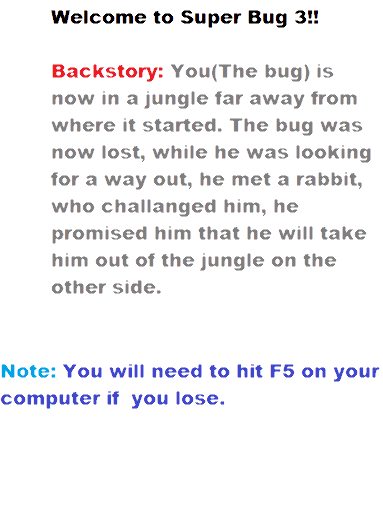 Welcome to Super Bug 3!!
Backstory: You(The bug) is
now in a jungle far away from
where it started. The bug was
now lost, while he was looking
for a way out, he met a rabbit,
who challanged him, he
promised him that he will take
him out of the jungle on the
other side.
Note: You will need to hit F5 on your
computer if  you lose.